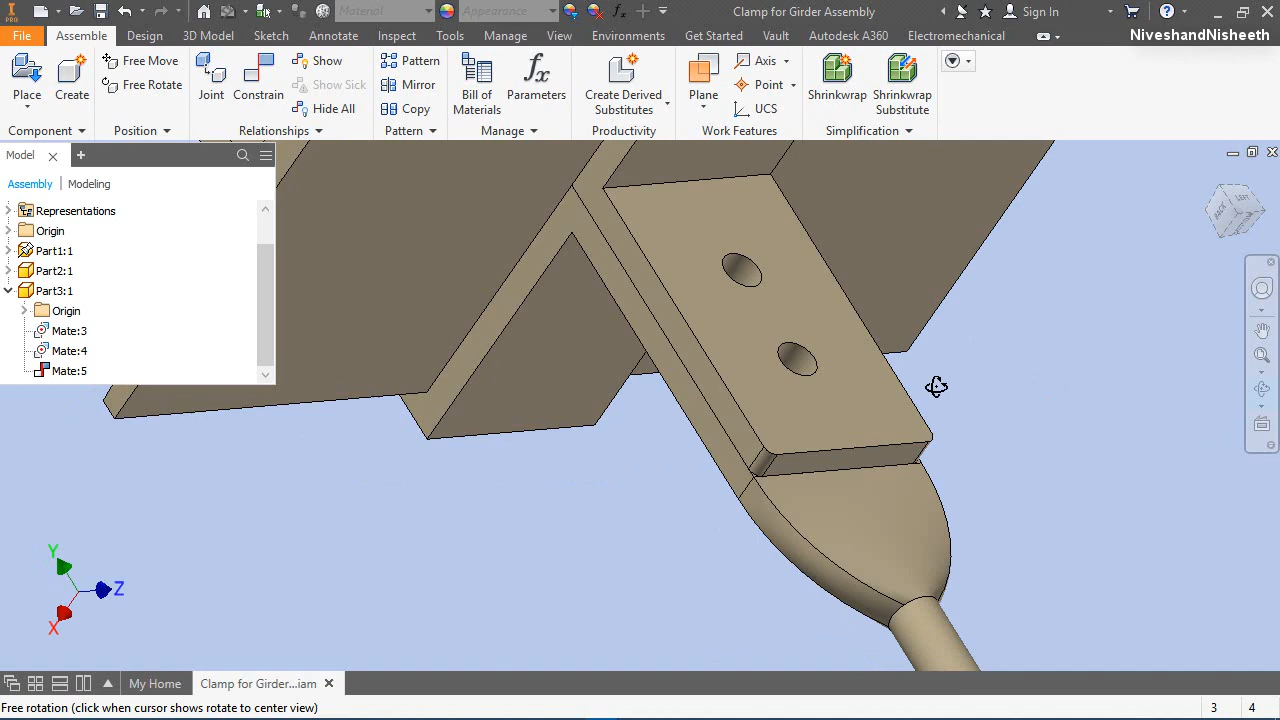 PRO
Material
Appearance
Clamp for Girder Assembly
Sign In
File Assemble Design 3D Model Sketch Annotate Inspect Tools Manage View Environments Get Started Vault Autodesk A360 Electromechanical NiveshandNisheeth
Place Create Free Move Joint Constrain Show Pattern Bill of Materials Parameters Create Derived Substitutes Plane Axis Shrinkwrap Shrinkwrap Substitute
Free Rotate Show Sick Mirror Point
Hide All Copy UCS
Component Position Relationships Pattern Manage Productivity Work Features Simplification
Model
Assembly Modeling
Representations
Origin
Part1:1
Part2:1
Part3:1
Origin
Mate:3
Mate:4
Mate:5
BACK LEFT
Y
Z
X
My Home Clamp for Girder...iam
Free rotation (click when cursor shows rotate to center view) 3 4